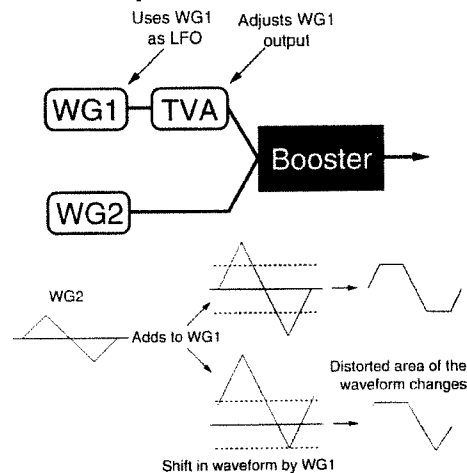 Uses WG1
as LFO
Adjusts WG1
output
WG1
TVA
Booster
WG2
WG2
Adds to WG1
Distorted area of the
waveform changes
Shift in waveform by WG1